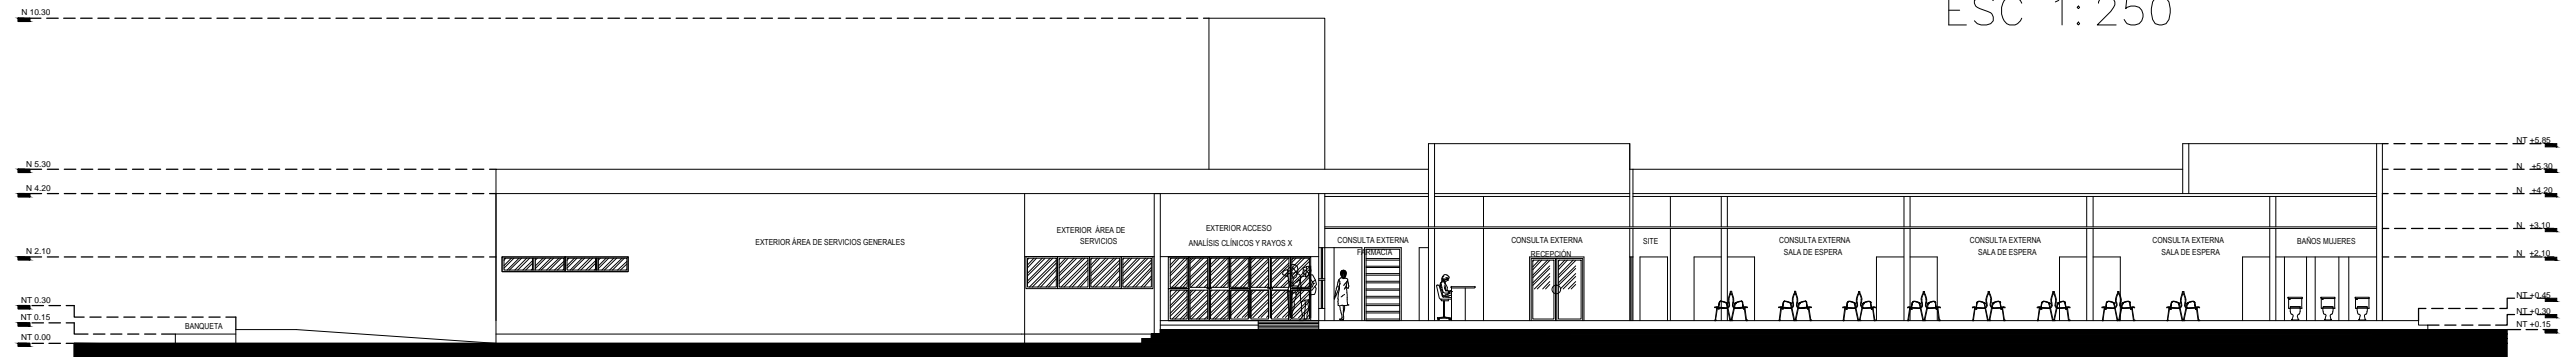 ESC 1:250
N 10.30
N 5.30
N 4.20
N 2.10
NT 0.30
NT 0.15
NT 0.00
BANQUETA
EXTERIOR ÁREA DE SERVICIOS GENERALES
EXTERIOR ÁREA DE
SERVICIOS
EXTERIOR ACCESO
ANALÍSIS CLÍNICOS Y RAYOS X
CONSULTA EXTERNA
FARMACIA
CONSULTA EXTERNA
RECEPCIÓN
SITE
CONSULTA EXTERNA
SALA DE ESPERA
CONSULTA EXTERNA
SALA DE ESPERA
CONSULTA EXTERNA
SALA DE ESPERA
BAÑOS MUJERES
NT +5.85
N +5.30
N +4.20
N +3.10
N +2.10
NT +0.45
NT +0.30
NT +0.15